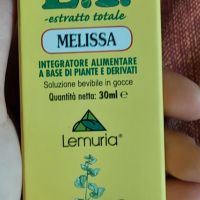 E.T.
-estratto totale
MELISSA
INTEGRATORE ALIMENTARE
A BASE DI PIANTE E DERIVATI
Soluzione bevibile in gocce
Quantità netta: 30ml e
Lemuria®